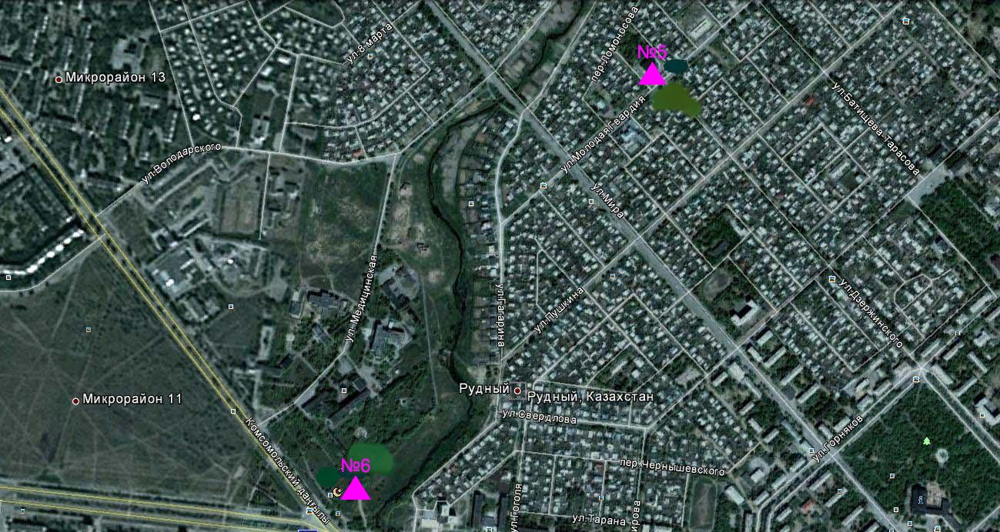 №5
пер.Ломоносова
ул.8 марта
Микрорайон 13
ул.Батищева-Тарасова
ул.Молодая Гвардия
ул.Володарского
ул.Мира
ул.Медицинская
ул.Гагарина
ул.Пушкина
ул.Дзержинского
Рудный
Рудный, Казахстан
Микрорайон 11
ул.Свердлова
Комсомольский даңғылы
ул.Горняков
№6
пер.Чернышевского
ул.Гоголя
ул.Тарана
ирова